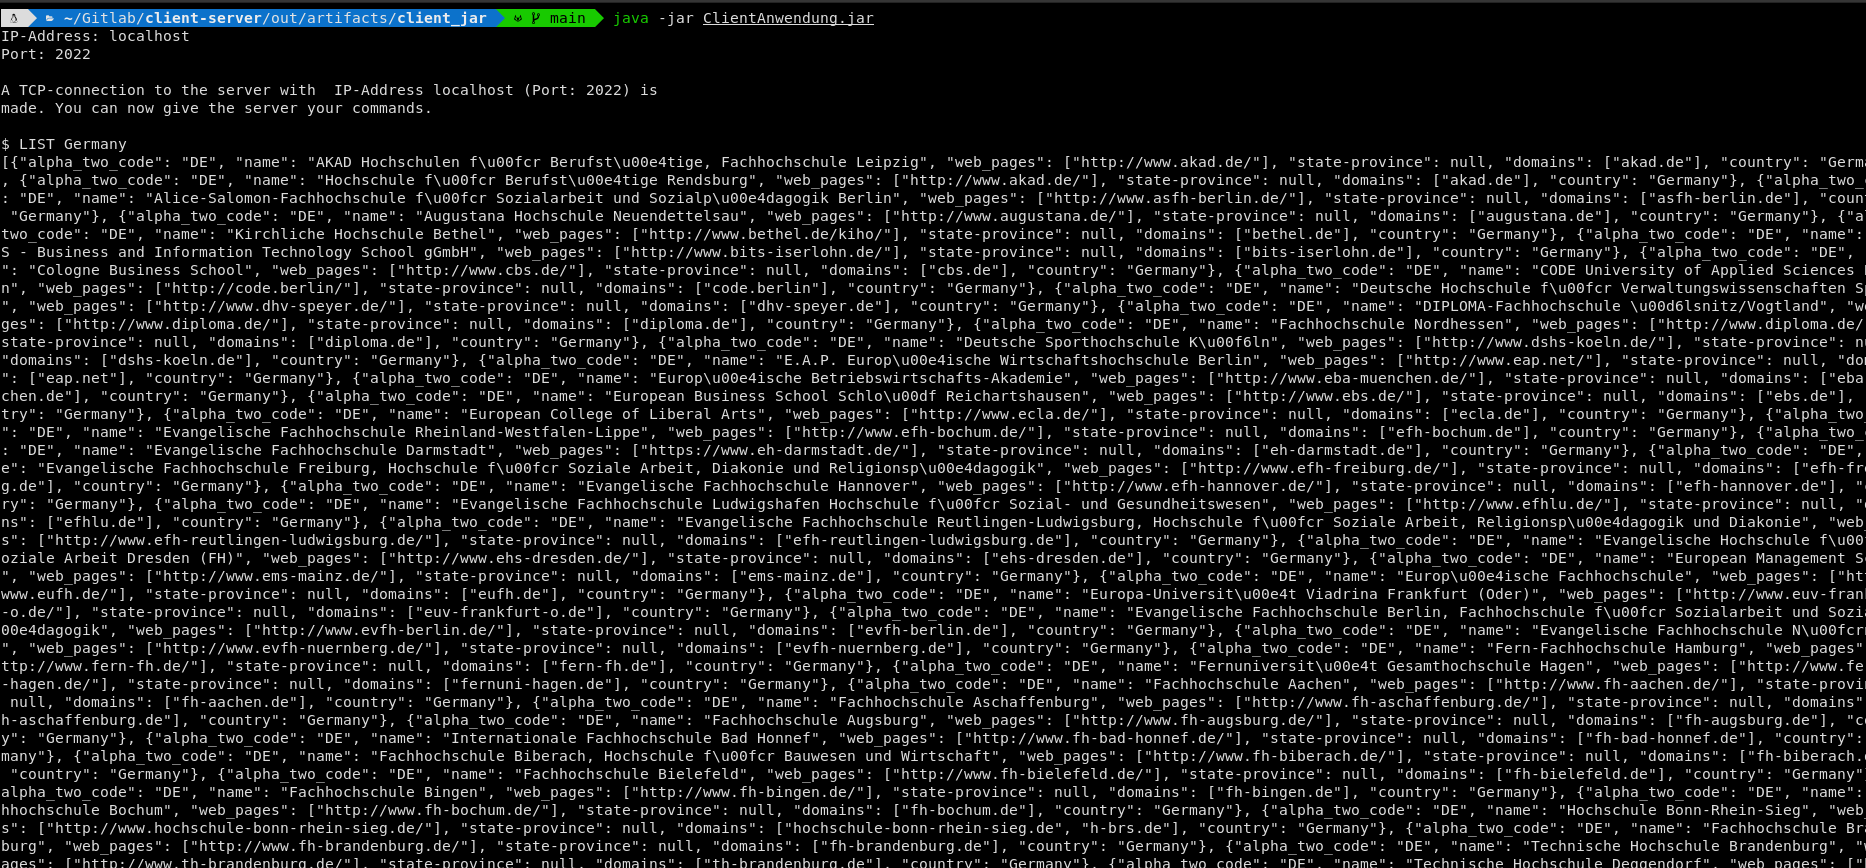 ~/Gitlab/client-server/out/artifacts/client_jar main java -jar ClientAnwendung.jar
IP-Address: localhost
Port: 2022
A TCP-connection to the server with  IP-Address localhost (Port: 2022) is
made. You can now give the server your commands.
$ LIST Germany
[{"alpha_two_code": "DE", "name": "AKAD Hochschulen f\u00fcr Berufst\u00e4tige, Fachhochschule Leipzig", "web_pages": ["http://www.akad.de/"], "state-province": null, "domains": ["akad.de"], "country": "Germa
, {"alpha_two_code": "DE", "name": "Hochschule f\u00fcr Berufst\u00e4tige Rendsburg", "web_pages": ["http://www.akad.de/"], "state-province": null, "domains": ["akad.de"], "country": "Germany"}, {"alpha_two_c
: "DE", "name": "Alice-Salomon-Fachhochschule f\u00fcr Sozialarbeit und Sozialp\u00e4dagogik Berlin", "web_pages": ["http://www.asfh-berlin.de/"], "state-province": null, "domains": ["asfh-berlin.de"], "count
 "Germany"}, {"alpha_two_code": "DE", "name": "Augustana Hochschule Neuendettelsau", "web_pages": ["http://www.augustana.de/"], "state-province": null, "domains": ["augustana.de"], "country": "Germany"}, {"al
two_code": "DE", "name": "Kirchliche Hochschule Bethel", "web_pages": ["http://www.bethel.de/kiho/"], "state-province": null, "domains": ["bethel.de"], "country": "Germany"}, {"alpha_two_code": "DE", "name":
S - Business and Information Technology School gGmbH", "web_pages": ["http://www.bits-iserlohn.de/"], "state-province": null, "domains": ["bits-iserlohn.de"], "country": "Germany"}, {"alpha_two_code": "DE",
": "Cologne Business School", "web_pages": ["http://www.cbs.de/"], "state-province": null, "domains": ["cbs.de"], "country": "Germany"}, {"alpha_two_code": "DE", "name": "CODE University of Applied Sciences
n", "web_pages": ["http://code.berlin/"], "state-province": null, "domains": ["code.berlin"], "country": "Germany"}, {"alpha_two_code": "DE", "name": "Deutsche Hochschule f\u00fcr Verwaltungswissenschaften Sp
", "web_pages": ["http://www.dhv-speyer.de/"], "state-province": null, "domains": ["dhv-speyer.de"], "country": "Germany"}, {"alpha_two_code": "DE", "name": "DIPLOMA-Fachhochschule \u00d6lsnitz/Vogtland", "we
ges": ["http://www.diploma.de/"], "state-province": null, "domains": ["diploma.de"], "country": "Germany"}, {"alpha_two_code": "DE", "name": "Fachhochschule Nordhessen", "web_pages": ["http://www.diploma.de/
state-province": null, "domains": ["diploma.de"], "country": "Germany"}, {"alpha_two_code": "DE", "name": "Deutsche Sporthochschule K\u00f6ln", "web_pages": ["http://www.dshs-koeln.de/"], "state-province": nu
"domains": ["dshs-koeln.de"], "country": "Germany"}, {"alpha_two_code": "DE", "name": "E.A.P. Europ\u00e4ische Wirtschaftshochschule Berlin", "web_pages": ["http://www.eap.net/"], "state-province": null, "dom
": ["eap.net"], "country": "Germany"}, {"alpha_two_code": "DE", "name": "Europ\u00e4ische Betriebswirtschafts-Akademie", "web_pages": ["http://www.eba-muenchen.de/"], "state-province": null, "domains": ["eba
chen.de"], "country": "Germany"}, {"alpha_two_code": "DE", "name": "European Business School Schlo\u00df Reichartshausen", "web_pages": ["http://www.ebs.de/"], "state-province": null, "domains": ["ebs.de"],
try": "Germany"}, {"alpha_two_code": "DE", "name": "European College of Liberal Arts", "web_pages": ["http://www.ecla.de/"], "state-province": null, "domains": ["ecla.de"], "country": "Germany"}, {"alpha_two_
": "DE", "name": "Evangelische Fachhochschule Rheinland-Westfalen-Lippe", "web_pages": ["http://www.efh-bochum.de/"], "state-province": null, "domains": ["efh-bochum.de"], "country": "Germany"}, {"alpha_two_c
: "DE", "name": "Evangelische Fachhochschule Darmstadt", "web_pages": ["https://www.eh-darmstadt.de/"], "state-province": null, "domains": ["eh-darmstadt.de"], "country": "Germany"}, {"alpha_two_code": "DE",
e": "Evangelische Fachhochschule Freiburg, Hochschule f\u00fcr Soziale Arbeit, Diakonie und Religionsp\u00e4dagogik", "web_pages": ["http://www.efh-freiburg.de/"], "state-province": null, "domains": ["efh-fre
g.de"], "country": "Germany"}, {"alpha_two_code": "DE", "name": "Evangelische Fachhochschule Hannover", "web_pages": ["http://www.efh-hannover.de/"], "state-province": null, "domains": ["efh-hannover.de"], "c
ry": "Germany"}, {"alpha_two_code": "DE", "name": "Evangelische Fachhochschule Ludwigshafen Hochschule f\u00fcr Sozial- und Gesundheitswesen", "web_pages": ["http://www.efhlu.de/"], "state-province": null, "d
ns": ["efhlu.de"], "country": "Germany"}, {"alpha_two_code": "DE", "name": "Evangelische Fachhochschule Reutlingen-Ludwigsburg, Hochschule f\u00fcr Soziale Arbeit, Religionsp\u00e4dagogik und Diakonie", "web_
s": ["http://www.efh-reutlingen-ludwigsburg.de/"], "state-province": null, "domains": ["efh-reutlingen-ludwigsburg.de"], "country": "Germany"}, {"alpha_two_code": "DE", "name": "Evangelische Hochschule f\u00f
oziale Arbeit Dresden (FH)", "web_pages": ["http://www.ehs-dresden.de/"], "state-province": null, "domains": ["ehs-dresden.de"], "country": "Germany"}, {"alpha_two_code": "DE", "name": "European Management Sc
", "web_pages": ["http://www.ems-mainz.de/"], "state-province": null, "domains": ["ems-mainz.de"], "country": "Germany"}, {"alpha_two_code": "DE", "name": "Europ\u00e4ische Fachhochschule", "web_pages": ["htt
www.eufh.de/"], "state-province": null, "domains": ["eufh.de"], "country": "Germany"}, {"alpha_two_code": "DE", "name": "Europa-Universit\u00e4t Viadrina Frankfurt (Oder)", "web_pages": ["http://www.euv-frank
-o.de/"], "state-province": null, "domains": ["euv-frankfurt-o.de"], "country": "Germany"}, {"alpha_two_code": "DE", "name": "Evangelische Fachhochschule Berlin, Fachhochschule f\u00fcr Sozialarbeit und Sozia
00e4dagogik", "web_pages": ["http://www.evfh-berlin.de/"], "state-province": null, "domains": ["evfh-berlin.de"], "country": "Germany"}, {"alpha_two_code": "DE", "name": "Evangelische Fachhochschule N\u00fcrn
", "web_pages": ["http://www.evfh-nuernberg.de/"], "state-province": null, "domains": ["evfh-nuernberg.de"], "country": "Germany"}, {"alpha_two_code": "DE", "name": "Fern-Fachhochschule Hamburg", "web_pages"
ttp://www.fern-fh.de/"], "state-province": null, "domains": ["fern-fh.de"], "country": "Germany"}, {"alpha_two_code": "DE", "name": "Fernuniversit\u00e4t Gesamthochschule Hagen", "web_pages": ["http://www.fe
-hagen.de/"], "state-province": null, "domains": ["fernuni-hagen.de"], "country": "Germany"}, {"alpha_two_code": "DE", "name": "Fachhochschule Aachen", "web_pages": ["http://www.fh-aachen.de/"], "state-provin
 null, "domains": ["fh-aachen.de"], "country": "Germany"}, {"alpha_two_code": "DE", "name": "Fachhochschule Aschaffenburg", "web_pages": ["http://www.fh-aschaffenburg.de/"], "state-province": null, "domains"
h-aschaffenburg.de"], "country": "Germany"}, {"alpha_two_code": "DE", "name": "Fachhochschule Augsburg", "web_pages": ["http://www.fh-augsburg.de/"], "state-province": null, "domains": ["fh-augsburg.de"], "co
y": "Germany"}, {"alpha_two_code": "DE", "name": "Internationale Fachhochschule Bad Honnef", "web_pages": ["http://www.fh-bad-honnef.de/"], "state-province": null, "domains": ["fh-bad-honnef.de"], "country":
many"}, {"alpha_two_code": "DE", "name": "Fachhochschule Biberach, Hochschule f\u00fcr Bauwesen und Wirtschaft", "web_pages": ["http://www.fh-biberach.de/"], "state-province": null, "domains": ["fh-biberach.d
 "country": "Germany"}, {"alpha_two_code": "DE", "name": "Fachhochschule Bielefeld", "web_pages": ["http://www.fh-bielefeld.de/"], "state-province": null, "domains": ["fh-bielefeld.de"], "country": "Germany"
alpha_two_code": "DE", "name": "Fachhochschule Bingen", "web_pages": ["http://www.fh-bingen.de/"], "state-province": null, "domains": ["fh-bingen.de"], "country": "Germany"}, {"alpha_two_code": "DE", "name":
hhochschule Bochum", "web_pages": ["http://www.fh-bochum.de/"], "state-province": null, "domains": ["fh-bochum.de"], "country": "Germany"}, {"alpha_two_code": "DE", "name": "Hochschule Bonn-Rhein-Sieg", "web_
s": ["http://www.hochschule-bonn-rhein-sieg.de/"], "state-province": null, "domains": ["hochschule-bonn-rhein-sieg.de", "h-brs.de"], "country": "Germany"}, {"alpha_two_code": "DE", "name": "Fachhochschule Bra
burg", "web_pages": ["http://www.fh-brandenburg.de/"], "state-province": null, "domains": ["fh-brandenburg.de"], "country": "Germany"}, {"alpha_two_code": "DE", "name": "Technische Hochschule Brandenburg", "w
ages": ["http://www.th-brandenburg.de/"], "state-province": null, "domains": ["th-brandenburg.de"], "country": "Germany"}, {"alpha_two_code": "DE", "name": "Technische Hochschule Deggendorf", "web_pages": ["h